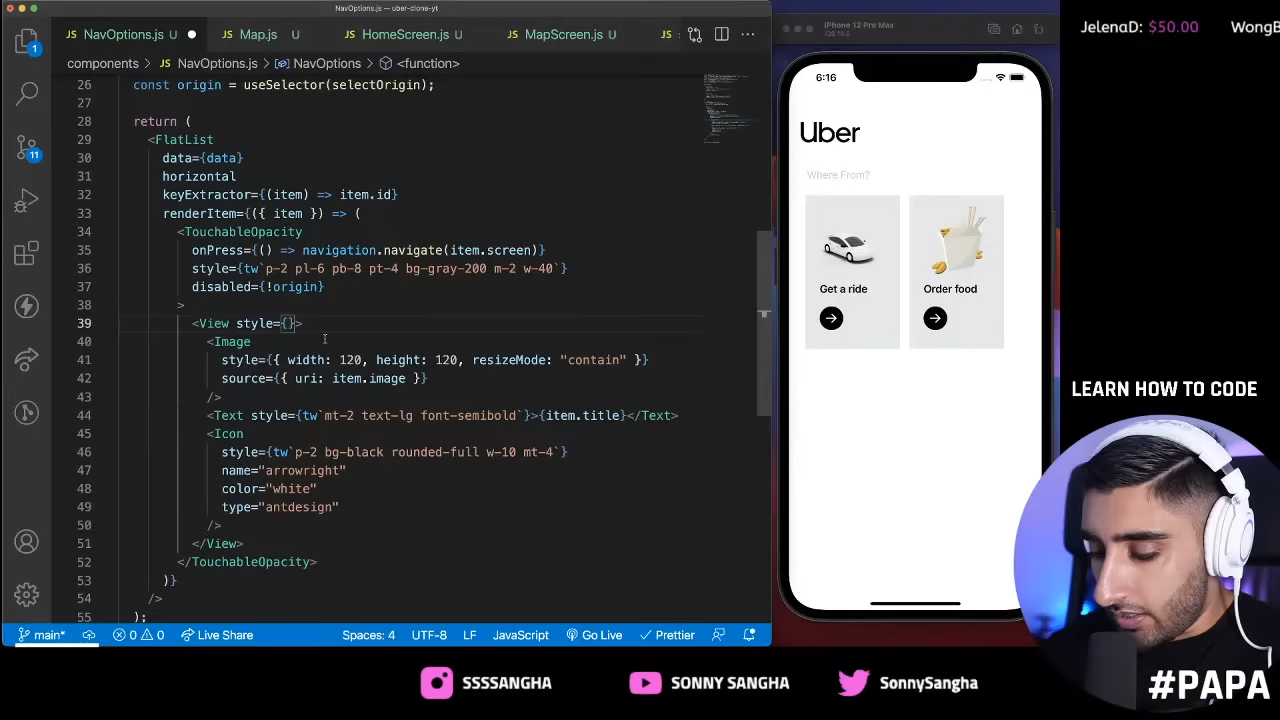 NavOptions.js — uber-clone-yt
NavOptions.js U
Map.js U
HomeScreen.js U
MapScreen.js U
JS
components > NavOptions.js > NavOptions > <function>
26 const origin = useSelector(selectOrigin);
27
28 return (
29 <FlatList
30 data={data}
31 horizontal
32 keyExtractor={(item) => item.id}
33 renderItem={({ item }) => (
34 <TouchableOpacity
35 onPress={() => navigation.navigate(item.screen)}
36 style={tw`p-2 pl-6 pb-8 pt-4 bg-gray-200 m-2 w-40`}
37 disabled={!origin}
38 >
39 <View style={}>
40 <Image
41 style={{ width: 120, height: 120, resizeMode: "contain" }}
42 source={{ uri: item.image }}
43 />
44 <Text style={tw`mt-2 text-lg font-semibold`}>{item.title}</Text>
45 <Icon
46 style={tw`p-2 bg-black rounded-full w-10 mt-4`}
47 name="arrowright"
48 color="white"
49 type="antdesign"
50 />
51 </View>
52 </TouchableOpacity>
53 )}
54 />
55 );
1
11
main* 0 0 Live Share Spaces: 4 UTF-8 LF JavaScript Go Live Prettier
iPhone 12 Pro Max
6:16
Uber
Where From?
Get a ride
Order food
JelenaD: $50.00 WongB
LEARN HOW TO CODE
#PAPA
SSSSANGHA
SONNY SANGHA
SonnySangha